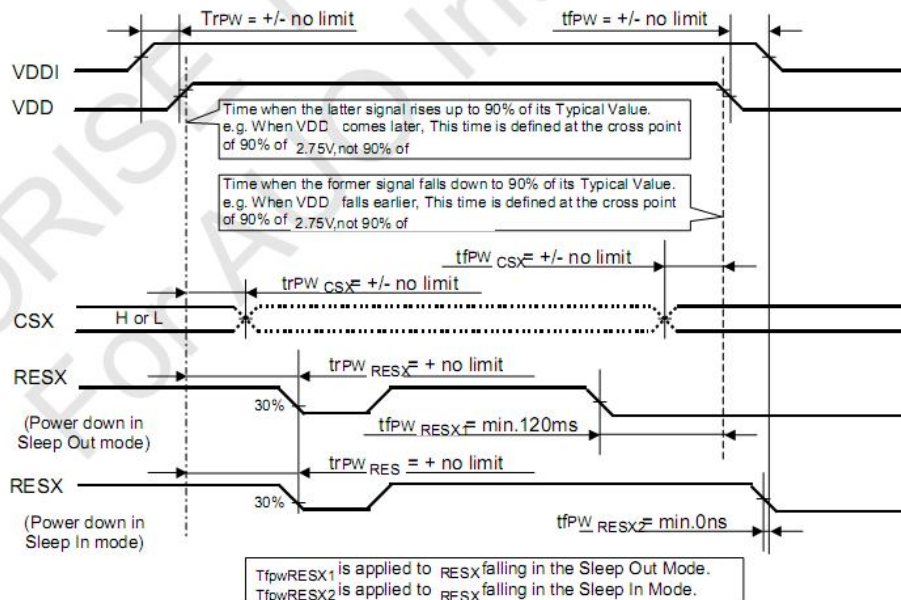 TrPW = +/- no limit
tfPW = +/- no limit
VDDI
VDD
Time when the latter signal rises up to 90% of its Typical Value.
e.g. When VDD comes later, This time is defined at the cross point
of 90% of 2.75V,not 90% of
Time when the former signal falls down to 90% of its Typical Value.
e.g. When VDD falls earlier, This time is defined at the cross point
of 90% of 2.75V,not 90% of
tfPW CSX= +/- no limit
trPW CSX= +/- no limit
CSX
H or L
RESX
trPW RESX= + no limit
30%
(Power down in
Sleep Out mode)
tfPW RESX1= min.120ms
trPW RES = + no limit
RESX
30%
(Power down in
Sleep In mode)
tfPW RESX2= min.0ns
TfpwRESX1 is applied to RESX falling in the Sleep Out Mode.
TfpwRESX2 is applied to RESX falling in the Sleep In Mode.
ORISE
For AUO